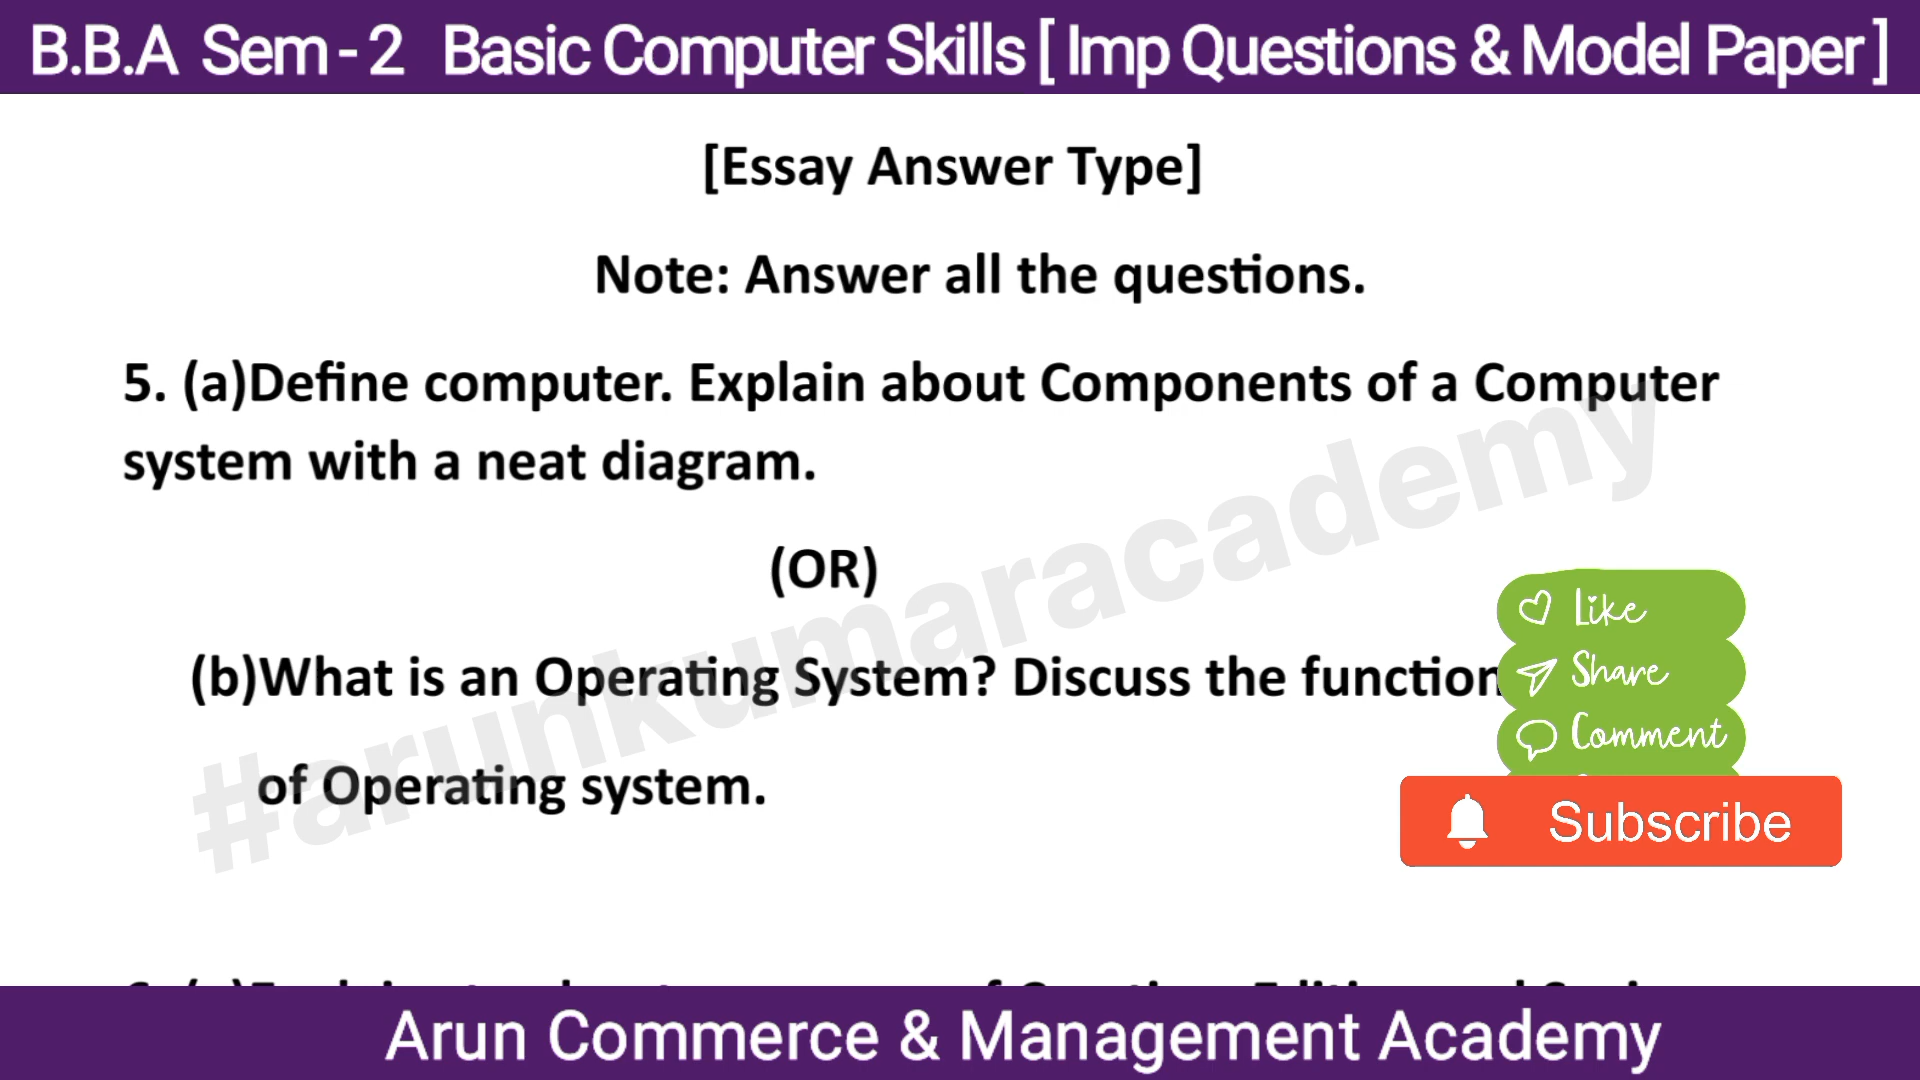 B.B.A Sem - 2 Basic Computer Skills [ Imp Questions & Model Paper ]
[Essay Answer Type]
Note: Answer all the questions.
5. (a)Define computer. Explain about Components of a Computer
system with a neat diagram.
(OR)
(b)What is an Operating System? Discuss the function
of Operating system.
#arunkumaracademy
Like
Share
Comment
Subscribe
Arun Commerce & Management Academy